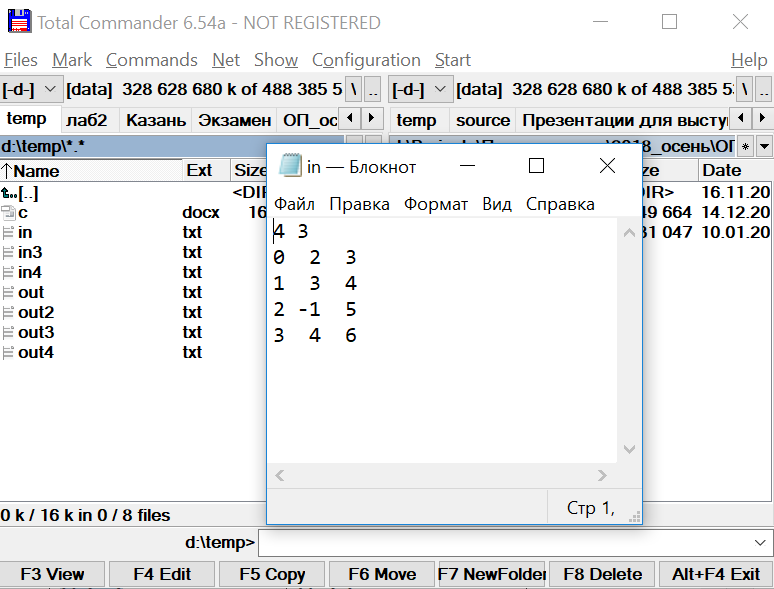 Total Commander 6.54a - NOT REGISTERED
Files Mark Commands Net Show Configuration Start Help
[-d-] [data] 328 628 680 k of 488 385 5 \ .. [-d-] [data] 328 628 680 k of 488 385 5 \ ..
temp лаб2 Казань Экзамен ОП_ос temp source Презентации для высту
d:\temp\*.* 2018_осень\ОП *
Name Ext Size Date
[..] <DIR> 16.11.20
c docx 16 49 664 14.12.20
in txt 31 047 10.01.20
in3 txt
in4 txt
out txt
out2 txt
out3 txt
out4 txt
in — Блокнот
Файл Правка Формат Вид Справка
4 3
0 2 3
1 3 4
2 -1 5
3 4 6
Стр 1,
0 k / 16 k in 0 / 8 files
d:\temp>
F3 View F4 Edit F5 Copy F6 Move F7 NewFolder F8 Delete Alt+F4 Exit